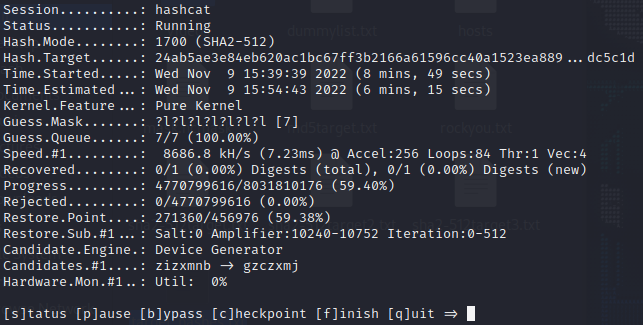 Session..........: hashcat
Status...........: Running
Hash.Mode........: 1700 (SHA2-512)
Hash.Target......: 24ab5ae3e84eb620ac1bc67ff3b2166a61596cc40a1523ea889...dc5c1d
Time.Started.....: Wed Nov  9 15:39:39 2022 (8 mins, 49 secs)
Time.Estimated...: Wed Nov  9 15:54:43 2022 (6 mins, 15 secs)
Kernel.Feature...: Pure Kernel
Guess.Mask.......: ?l?l?l?l?l?l?l [7]
Guess.Queue......: 7/7 (100.00%)
Speed.#1.........:  8686.8 kH/s (7.23ms) @ Accel:256 Loops:84 Thr:1 Vec:4
Recovered........: 0/1 (0.00%) Digests (total), 0/1 (0.00%) Digests (new)
Progress.........: 4770799616/8031810176 (59.40%)
Rejected.........: 0/4770799616 (0.00%)
Restore.Point....: 271360/456976 (59.38%)
Restore.Sub.#1...: Salt:0 Amplifier:10240-10752 Iteration:0-512
Candidate.Engine.: Device Generator
Candidates.#1....: zizxmnb -> gzczxmj
Hardware.Mon.#1..: Util:  0%
[s]tatus [p]ause [b]ypass [c]heckpoint [f]inish [q]uit =>
dummylist.txt
hosts
rockyou.txt